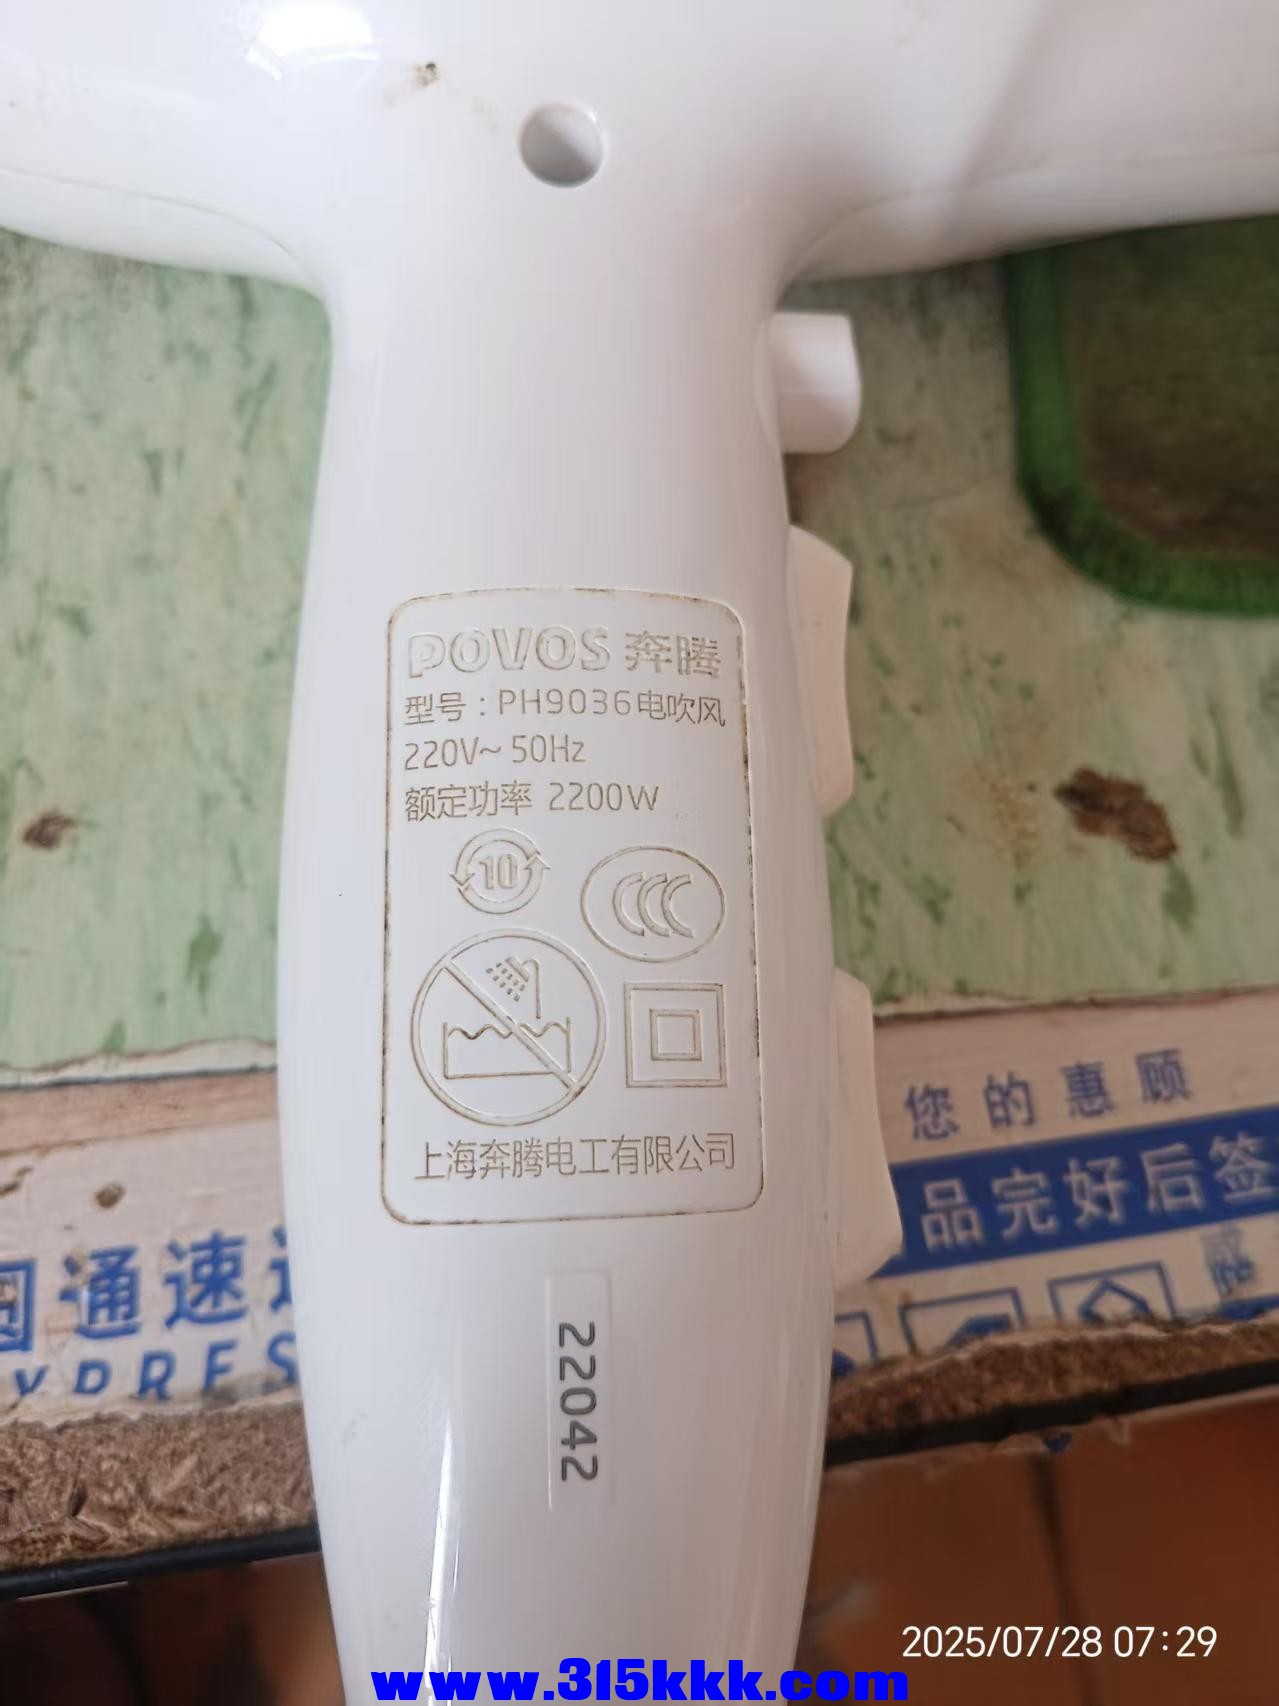 POVOS 奔腾
型号：PH9036电吹风
220V~ 50Hz
额定功率 2200W
10
CCC
上海奔腾电工有限公司
22042
您的惠顾
品完好后签
通速
XPRES
2025/07/28 07:29
www.315kkk.com